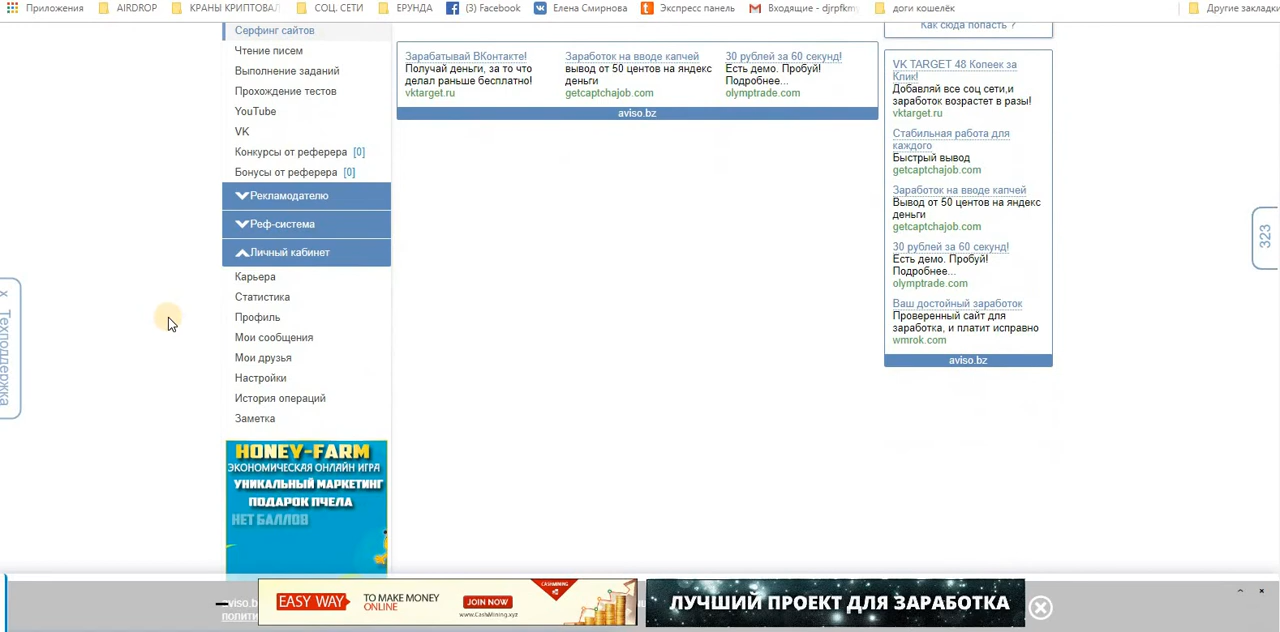 Приложения AIRDROP КРАНЫ КРИПТОВАЛ СОЦ. СЕТИ ЕРУНДА (3) Facebook Елена Смирнова Экспресс панель Входящие - djrpfkm доги кошелёк Другие закладки
Серфинг сайтов
Чтение писем
Выполнение заданий
Прохождение тестов
YouTube
VK
Конкурсы от реферера [0]
Бонусы от реферера [0]
Рекламодателю
Реф-система
Личный кабинет
Карьера
Статистика
Профиль
Мои сообщения
Мои друзья
Настройки
История операций
Заметка
HONEY-FARM
ЭКОНОМИЧЕСКАЯ ОНЛАЙН ИГРА
УНИКАЛЬНЫЙ МАРКЕТИНГ
ПОДАРОК ПЧЕЛА
НЕТ БАЛЛОВ
Зарабатывай ВКонтакте!
Получай деньги, за то что
делал раньше бесплатно!
vktarget.ru
Заработок на вводе капчей
вывод от 50 центов на яндекс
деньги
getcaptchajob.com
30 рублей за 60 секунд!
Есть демо. Пробуй!
Подробнее...
olymptrade.com
aviso.bz
Как сюда попасть ?
VK TARGET 48 Копеек за
Клик!
Добавляй все соц сети,и
заработок возрастет в разы!
vktarget.ru
Стабильная работа для
каждого
Быстрый вывод
getcaptchajob.com
Заработок на вводе капчей
Вывод от 50 центов на яндекс
деньги
getcaptchajob.com
30 рублей за 60 секунд!
Есть демо. Пробуй!
Подробнее...
olymptrade.com
Ваш достойный заработок
Проверенный сайт для
заработка, и платит исправно
wmrok.com
aviso.bz
x Техподдержка
323
aviso.b
полити
EASY WAY TO MAKE MONEY
ONLINE
JOIN NOW
www.CashMining.xyz
CASHMINING
ЛУЧШИЙ ПРОЕКТ ДЛЯ ЗАРАБОТКА